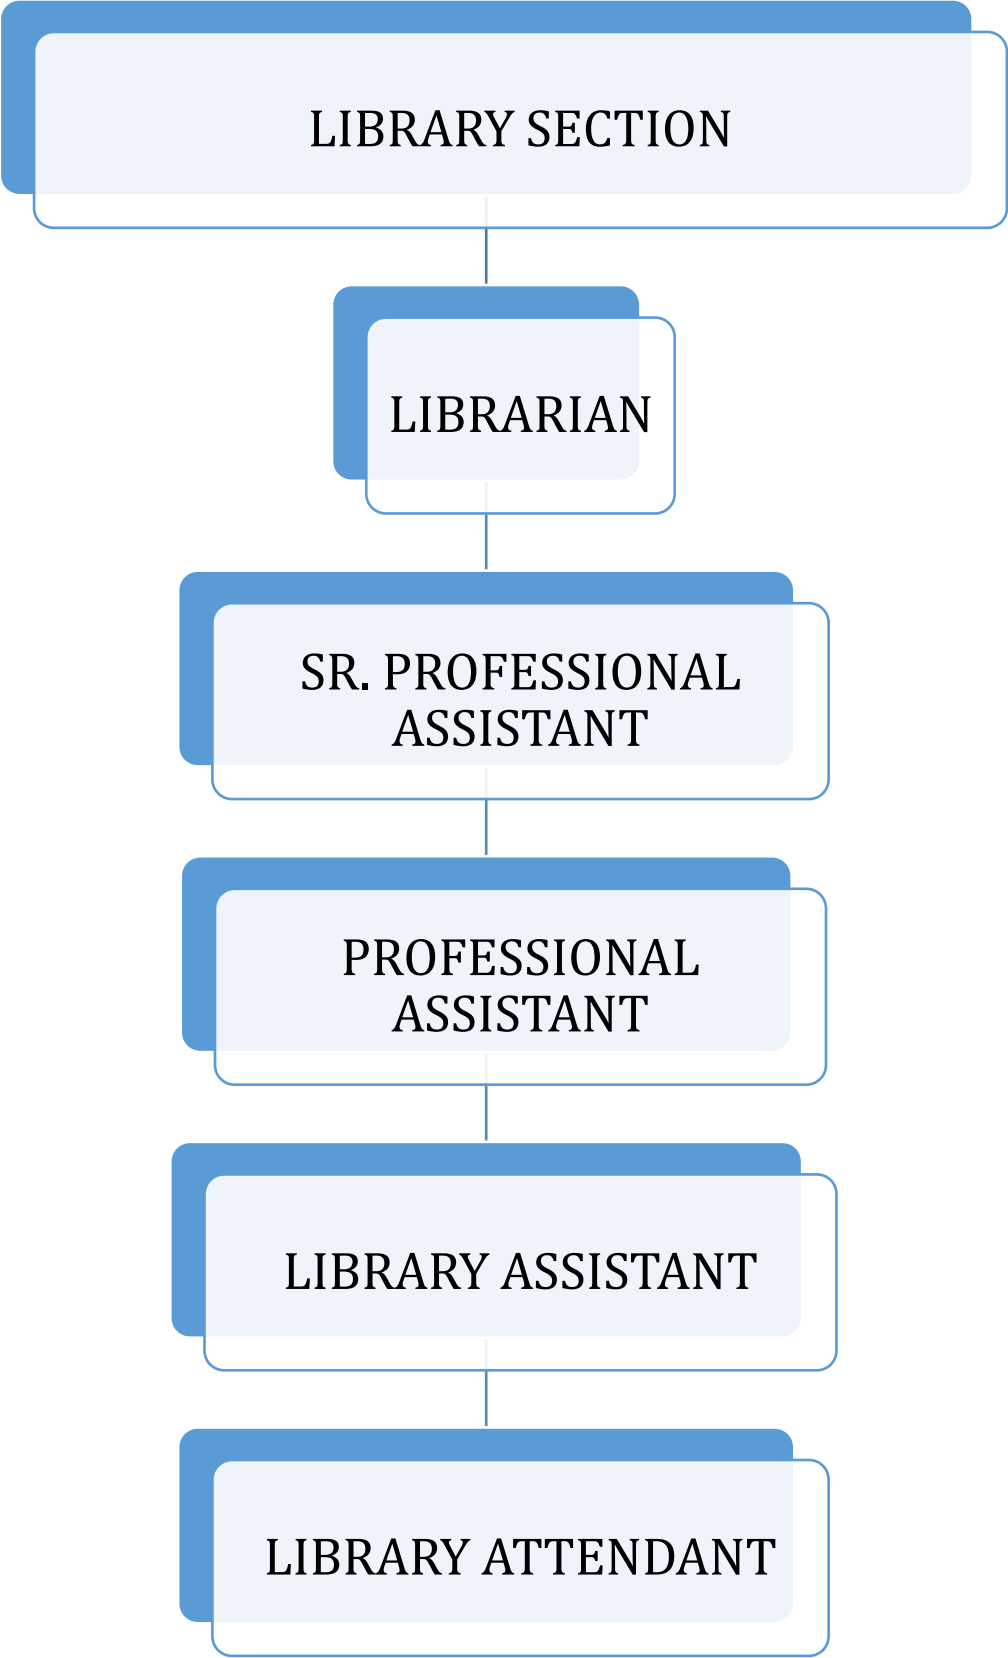 LIBRARY SECTION
LIBRARIAN
SR. PROFESSIONAL
ASSISTANT
PROFESSIONAL
ASSISTANT
LIBRARY ASSISTANT
LIBRARY ATTENDANT